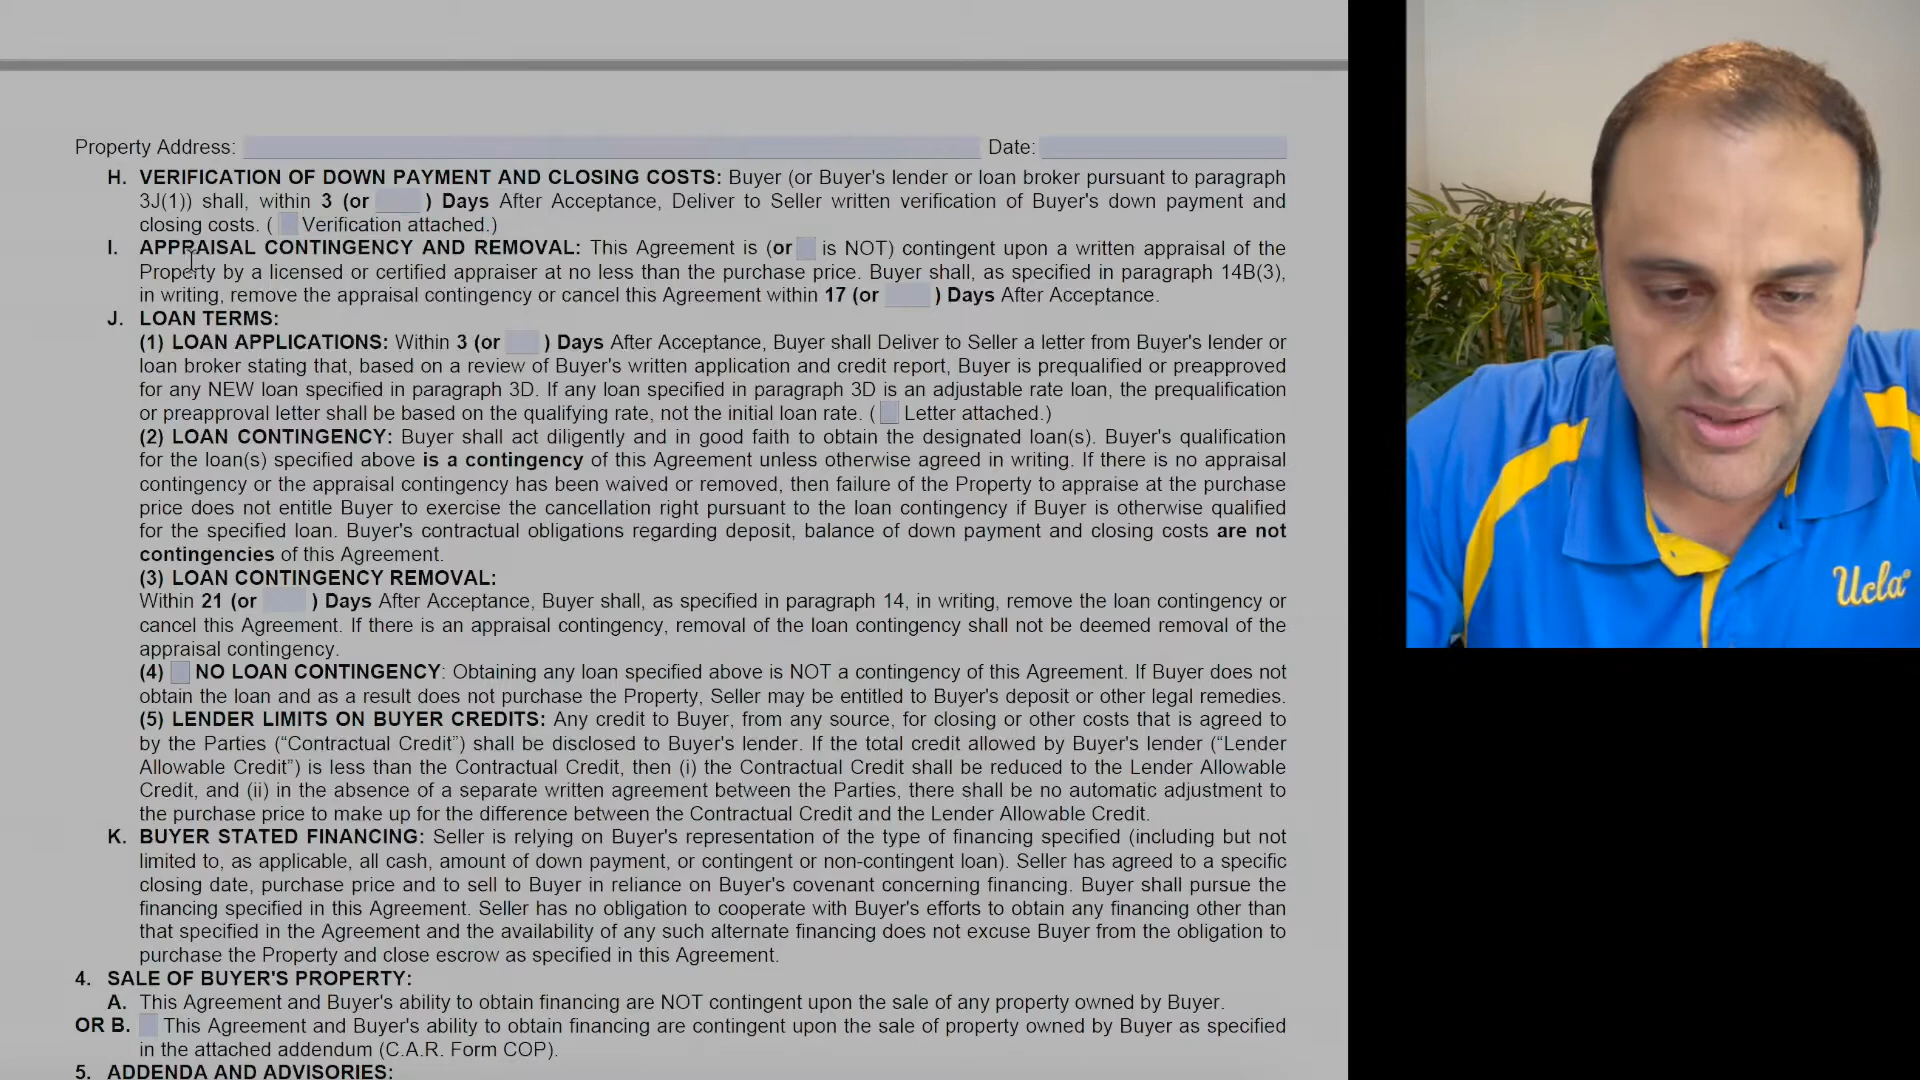 Property Address: Date:
H. VERIFICATION OF DOWN PAYMENT AND CLOSING COSTS: Buyer (or Buyer's lender or loan broker pursuant to paragraph
3J(1)) shall, within 3 (or ) Days After Acceptance, Deliver to Seller written verification of Buyer's down payment and
closing costs. ( Verification attached.)
I. APPRAISAL CONTINGENCY AND REMOVAL: This Agreement is (or is NOT) contingent upon a written appraisal of the
Property by a licensed or certified appraiser at no less than the purchase price. Buyer shall, as specified in paragraph 14B(3),
in writing, remove the appraisal contingency or cancel this Agreement within 17 (or ) Days After Acceptance.
J. LOAN TERMS:
(1) LOAN APPLICATIONS: Within 3 (or ) Days After Acceptance, Buyer shall Deliver to Seller a letter from Buyer's lender or
loan broker stating that, based on a review of Buyer's written application and credit report, Buyer is prequalified or preapproved
for any NEW loan specified in paragraph 3D. If any loan specified in paragraph 3D is an adjustable rate loan, the prequalification
or preapproval letter shall be based on the qualifying rate, not the initial loan rate. ( Letter attached.)
(2) LOAN CONTINGENCY: Buyer shall act diligently and in good faith to obtain the designated loan(s). Buyer's qualification
for the loan(s) specified above is a contingency of this Agreement unless otherwise agreed in writing. If there is no appraisal
contingency or the appraisal contingency has been waived or removed, then failure of the Property to appraise at the purchase
price does not entitle Buyer to exercise the cancellation right pursuant to the loan contingency if Buyer is otherwise qualified
for the specified loan. Buyer's contractual obligations regarding deposit, balance of down payment and closing costs are not
contingencies of this Agreement.
(3) LOAN CONTINGENCY REMOVAL:
Within 21 (or ) Days After Acceptance, Buyer shall, as specified in paragraph 14, in writing, remove the loan contingency or
cancel this Agreement. If there is an appraisal contingency, removal of the loan contingency shall not be deemed removal of the
appraisal contingency.
(4) NO LOAN CONTINGENCY: Obtaining any loan specified above is NOT a contingency of this Agreement. If Buyer does not
obtain the loan and as a result does not purchase the Property, Seller may be entitled to Buyer's deposit or other legal remedies.
(5) LENDER LIMITS ON BUYER CREDITS: Any credit to Buyer, from any source, for closing or other costs that is agreed to
by the Parties (“Contractual Credit”) shall be disclosed to Buyer's lender. If the total credit allowed by Buyer's lender (“Lender
Allowable Credit”) is less than the Contractual Credit, then (i) the Contractual Credit shall be reduced to the Lender Allowable
Credit, and (ii) in the absence of a separate written agreement between the Parties, there shall be no automatic adjustment to
the purchase price to make up for the difference between the Contractual Credit and the Lender Allowable Credit.
K. BUYER STATED FINANCING: Seller is relying on Buyer's representation of the type of financing specified (including but not
limited to, as applicable, all cash, amount of down payment, or contingent or non-contingent loan). Seller has agreed to a specific
closing date, purchase price and to sell to Buyer in reliance on Buyer's covenant concerning financing. Buyer shall pursue the
financing specified in this Agreement. Seller has no obligation to cooperate with Buyer's efforts to obtain any financing other than
that specified in the Agreement and the availability of any such alternate financing does not excuse Buyer from the obligation to
purchase the Property and close escrow as specified in this Agreement.
4. SALE OF BUYER'S PROPERTY:
A. This Agreement and Buyer's ability to obtain financing are NOT contingent upon the sale of any property owned by Buyer.
OR B. This Agreement and Buyer's ability to obtain financing are contingent upon the sale of property owned by Buyer as specified
in the attached addendum (C.A.R. Form COP).
5. ADDENDA AND ADVISORIES:
Ucla